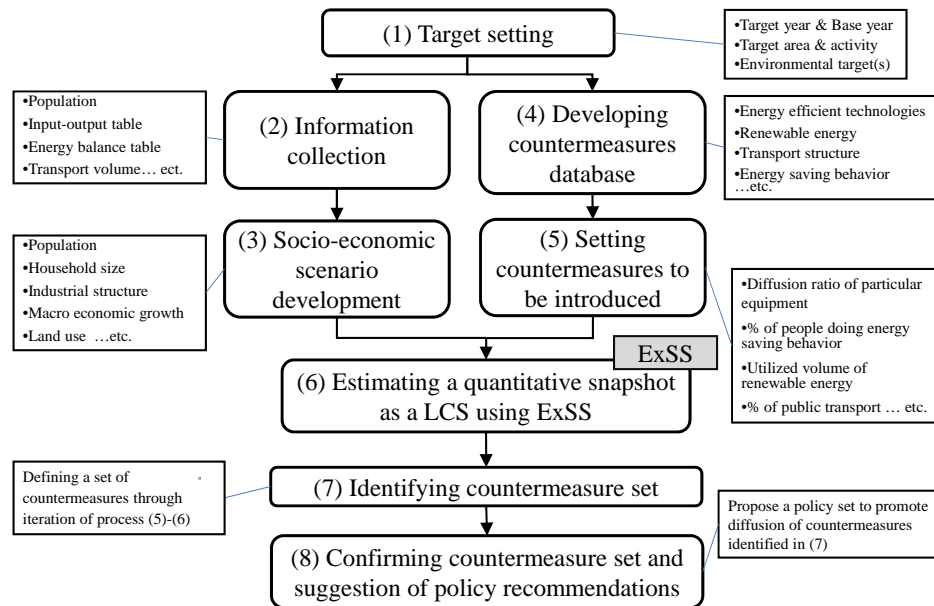 (1) Target setting
•Target year & Base year
•Target area & activity
•Environmental target(s)
•Population
•Input-output table
•Energy balance table
•Transport volume… ect.
(2) Information
collection
(4) Developing
countermeasures
database
•Energy efficient technologies
•Renewable energy
•Transport structure
•Energy saving behavior
…etc.
•Population
•Household size
•Industrial structure
•Macro economic growth
•Land use …etc.
(3) Socio-economic
scenario
development
(5) Setting
countermeasures to
be introduced
•Diffusion ratio of particular
equipment
•% of people doing energy
saving behavior
•Utilized volume of
renewable energy
•% of public transport … etc.
ExSS
(6) Estimating a quantitative snapshot
as a LCS using ExSS
Defining a set of
countermeasures through
iteration of process (5)-(6)
(7) Identifying countermeasure set
Propose a policy set to promote
diffusion of countermeasures
identified in (7)
(8) Confirming countermeasure set and
suggestion of policy recommendations